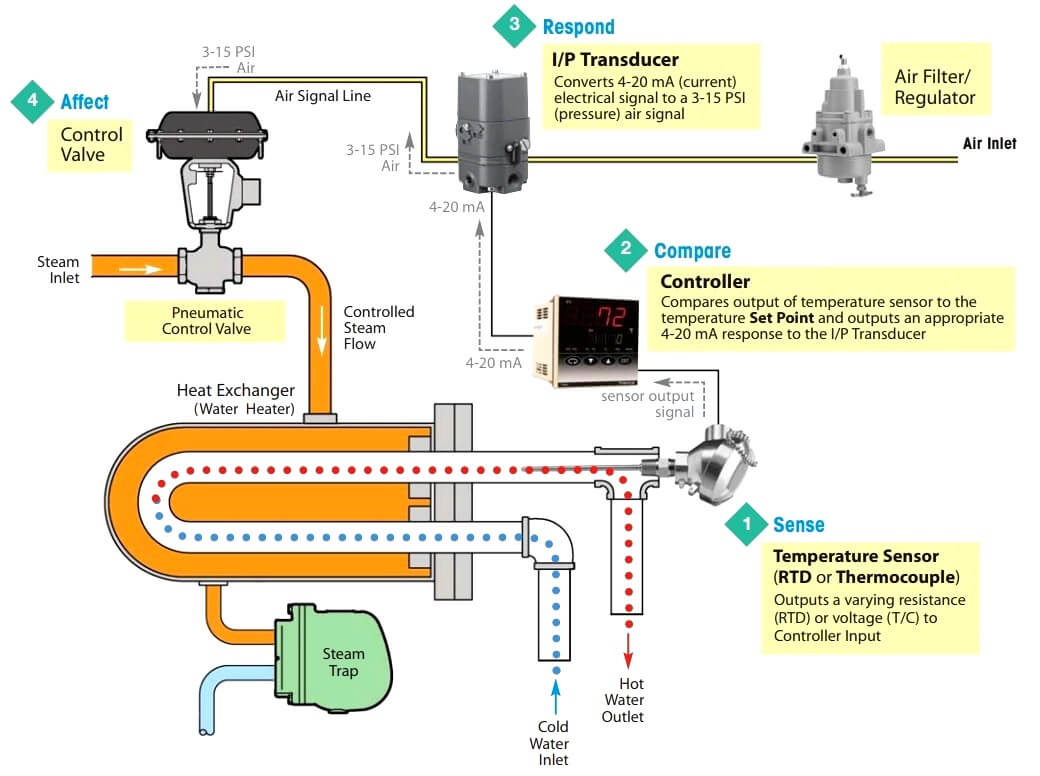 3
Respond
I/P Transducer
Converts 4-20 mA (current)
electrical signal to a 3-15 PSI
(pressure) air signal
Air Filter/
Regulator
Air Inlet
3-15 PSI
Air
Air Signal Line
4
Affect
Control
Valve
3-15 PSI
Air
4-20 mA
2
Compare
Controller
Compares output of temperature sensor to the
temperature Set Point and outputs an appropriate
4-20 mA response to the I/P Transducer
72
Steam
Inlet
Pneumatic
Control Valve
Controlled
Steam
Flow
4-20 mA
sensor output
signal
Heat Exchanger
(Water Heater)
1
Sense
Temperature Sensor
(RTD or Thermocouple)
Outputs a varying resistance
(RTD) or voltage (T/C) to
Controller Input
Steam
Trap
Hot
Water
Outlet
Cold
Water
Inlet